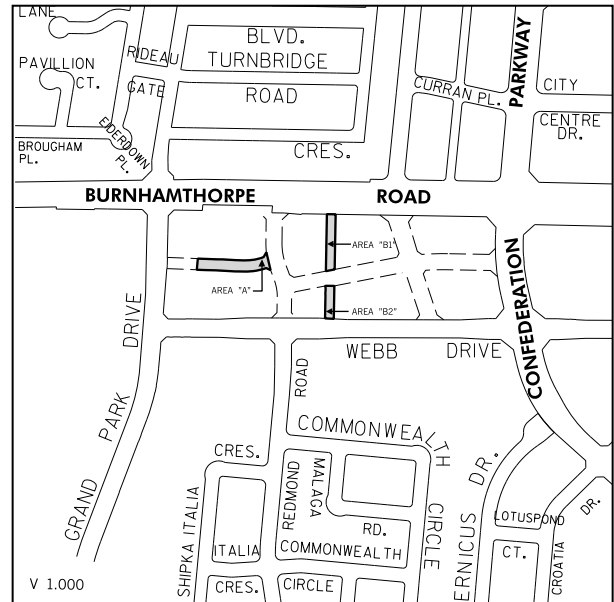 LANE
BLVD.
TURNBRIDGE
RIDEAU
GATE
ROAD
PAVILLION
CT.
CURRAN PL.
PARKWAY
CITY
CENTRE
DR.
EIDERDOWN
PL.
BROUGHAM
PL.
CRES.
BURNHAMTHORPE ROAD
AREA "B1"
AREA "A"
AREA "B2"
CONFEDERATION
GRAND PARK DRIVE
WEBB DRIVE
ROAD
COMMONWEALTH
CRES.
REDMOND
MALAGA
RD.
CIRCLE
DR.
ERNICUS
LOTUSPOND
CT.
DR.
CROATIA
SHIPKA ITALIA
ITALIA
COMMONWEALTH
CRES.
CIRCLE
V 1.000